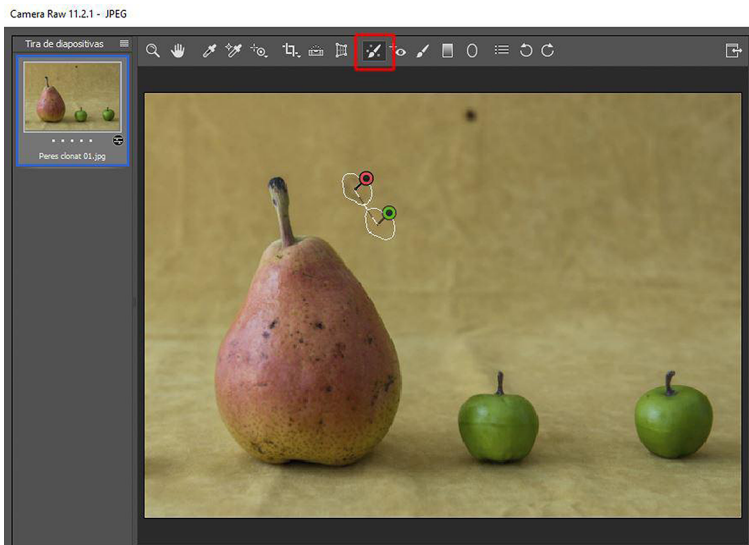 Camera Raw 11.2.1 - JPEG
Tira de diapositivas
Peres clonat 01.jpg